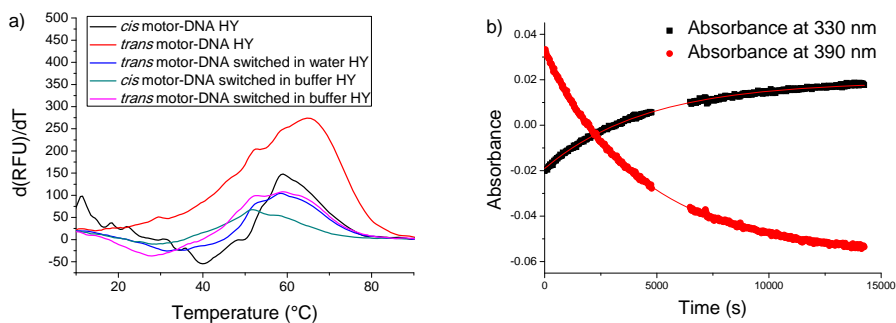 a)
cis motor-DNA HY
trans motor-DNA HY
trans motor-DNA switched in water HY
cis motor-DNA switched in buffer HY
trans motor-DNA switched in buffer HY
500
450
400
350
300
250
200
150
100
50
0
-50
d(RFU)/dT
20
40
60
80
Temperature (°C)
b)
Absorbance at 330 nm
Absorbance at 390 nm
0.04
0.02
0.00
-0.02
-0.04
-0.06
Absorbance
0
5000
10000
15000
Time (s)